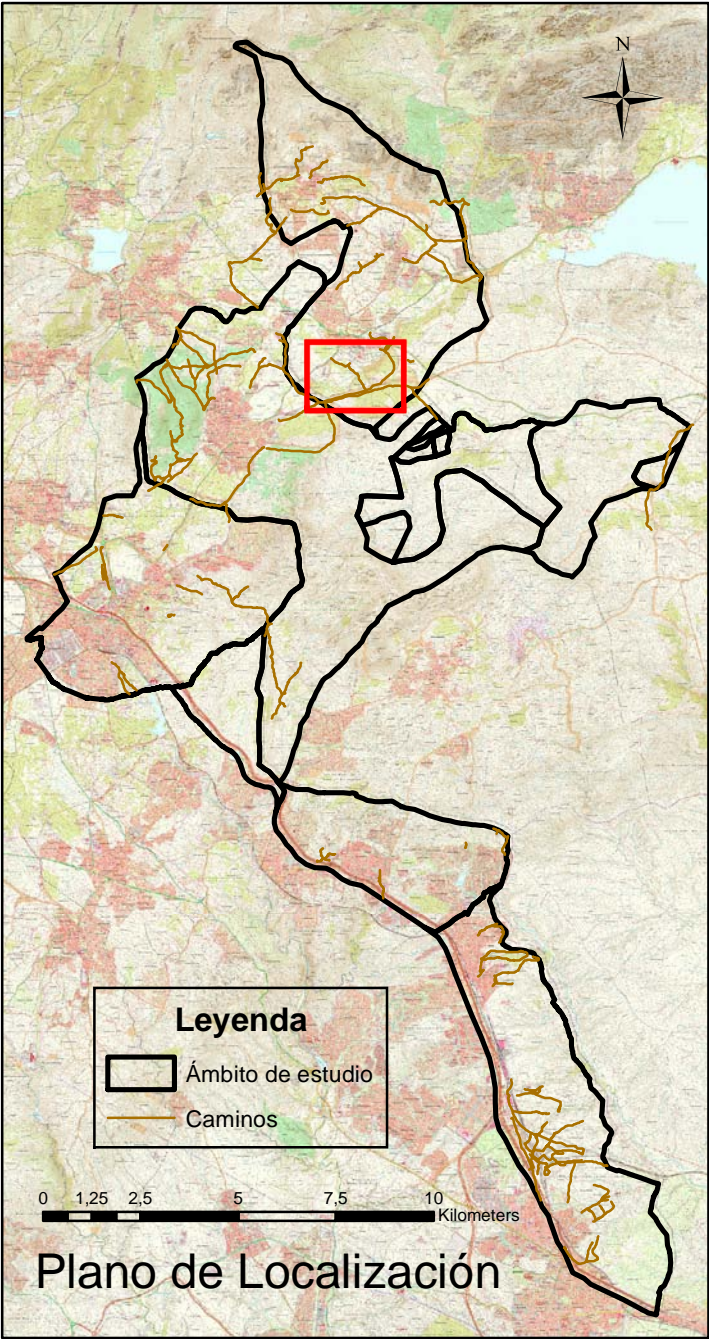 N
Leyenda
Ámbito de estudio
Caminos
0 1,25 2,5 5 7,5 10
Kilometers
Plano de Localización